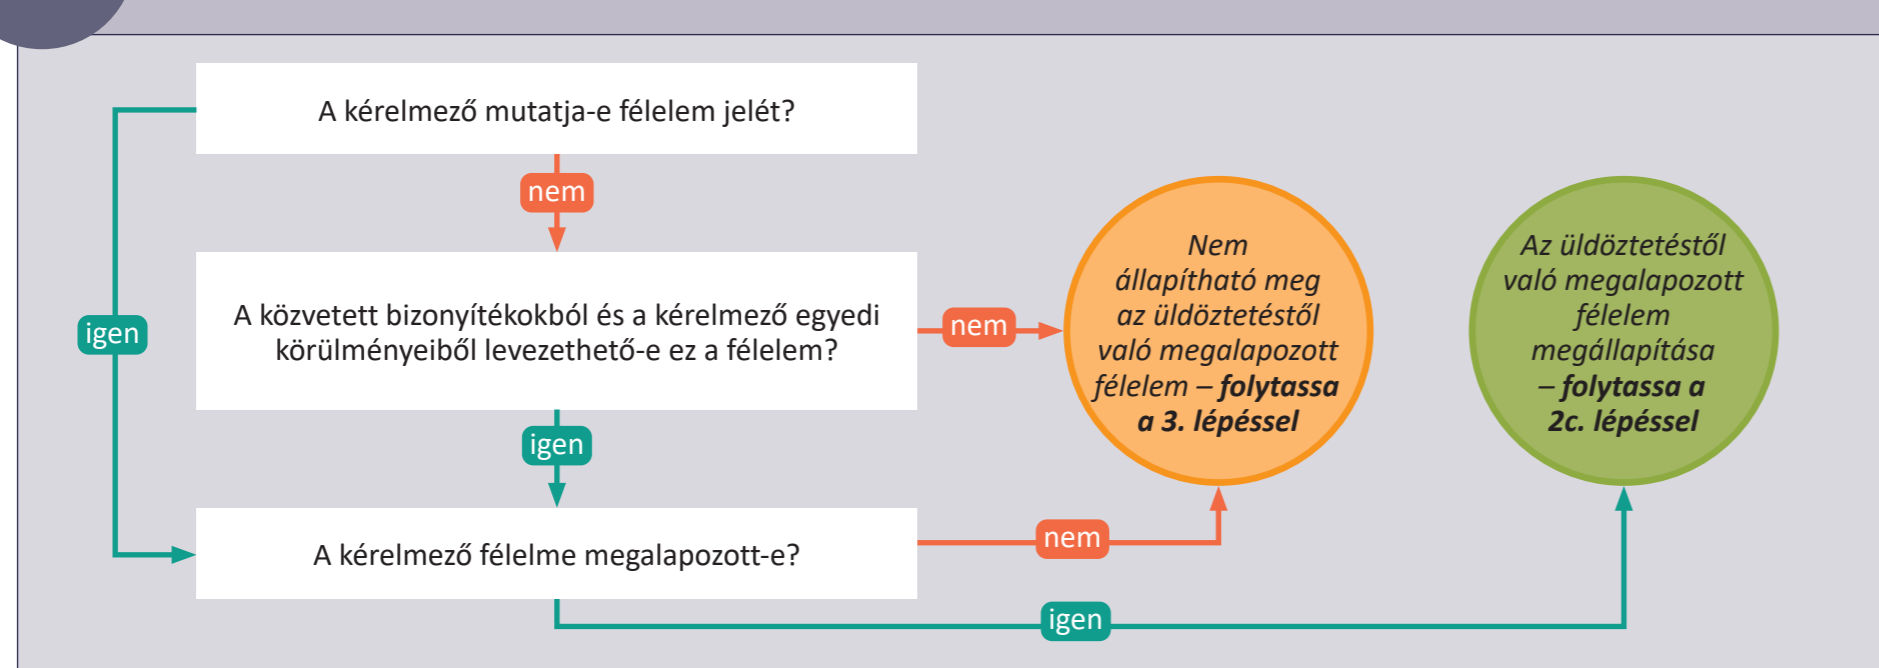 A kérelmező mutatja-e félelem jelét?
nem
igen
A közvetett bizonyítékokból és a kérelmező egyedi
körülményeiből levezethető-e ez a félelem?
nem
Nem
állapítható meg
az üldöztetéstől
való megalapozott
félelem – folytassa
a 3. lépéssel
Az üldöztetéstől
való megalapozott
félelem
megállapítása
– folytassa a
2c. lépéssel
igen
A kérelmező félelme megalapozott-e?
nem
igen